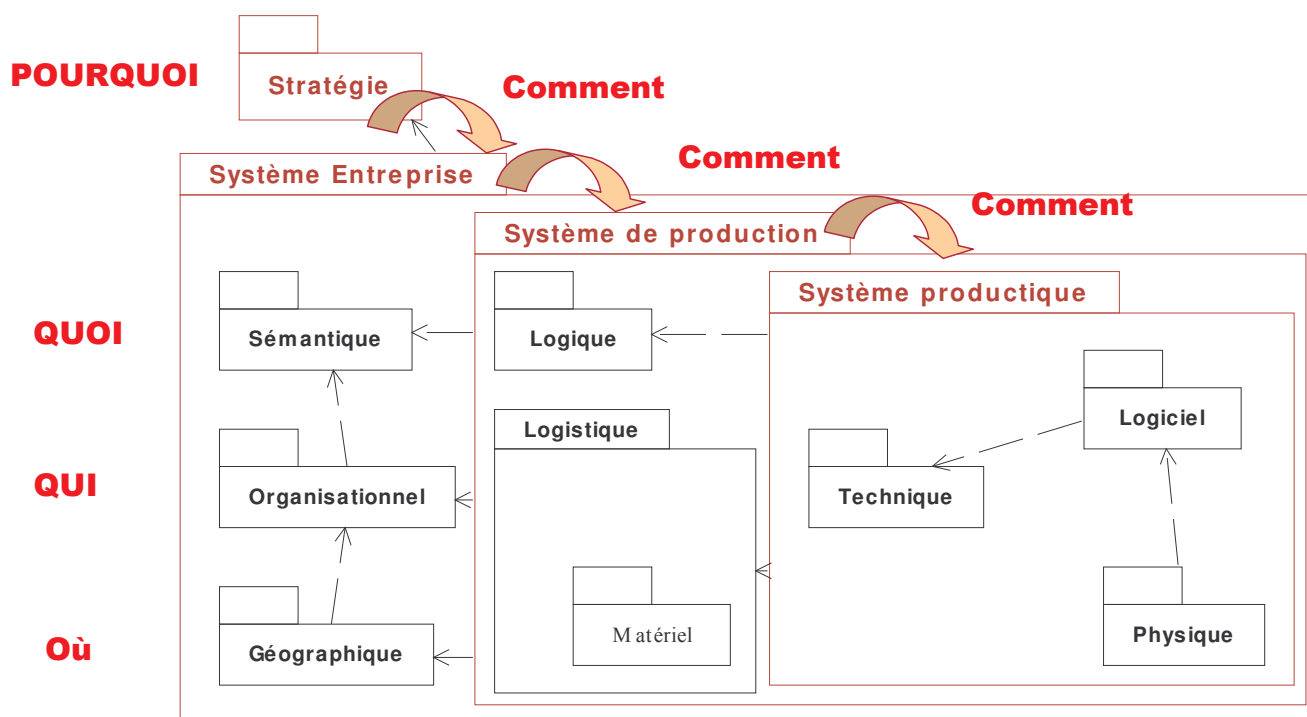 POURQUOI
Stratégie
Comment
Système Entreprise
Comment
Système de production
Comment
Système productique
QUOI
Sémantique
Logique
Logiciel
Logistique
QUI
Organisationnel
Technique
Où
Géographique
Matériel
Physique